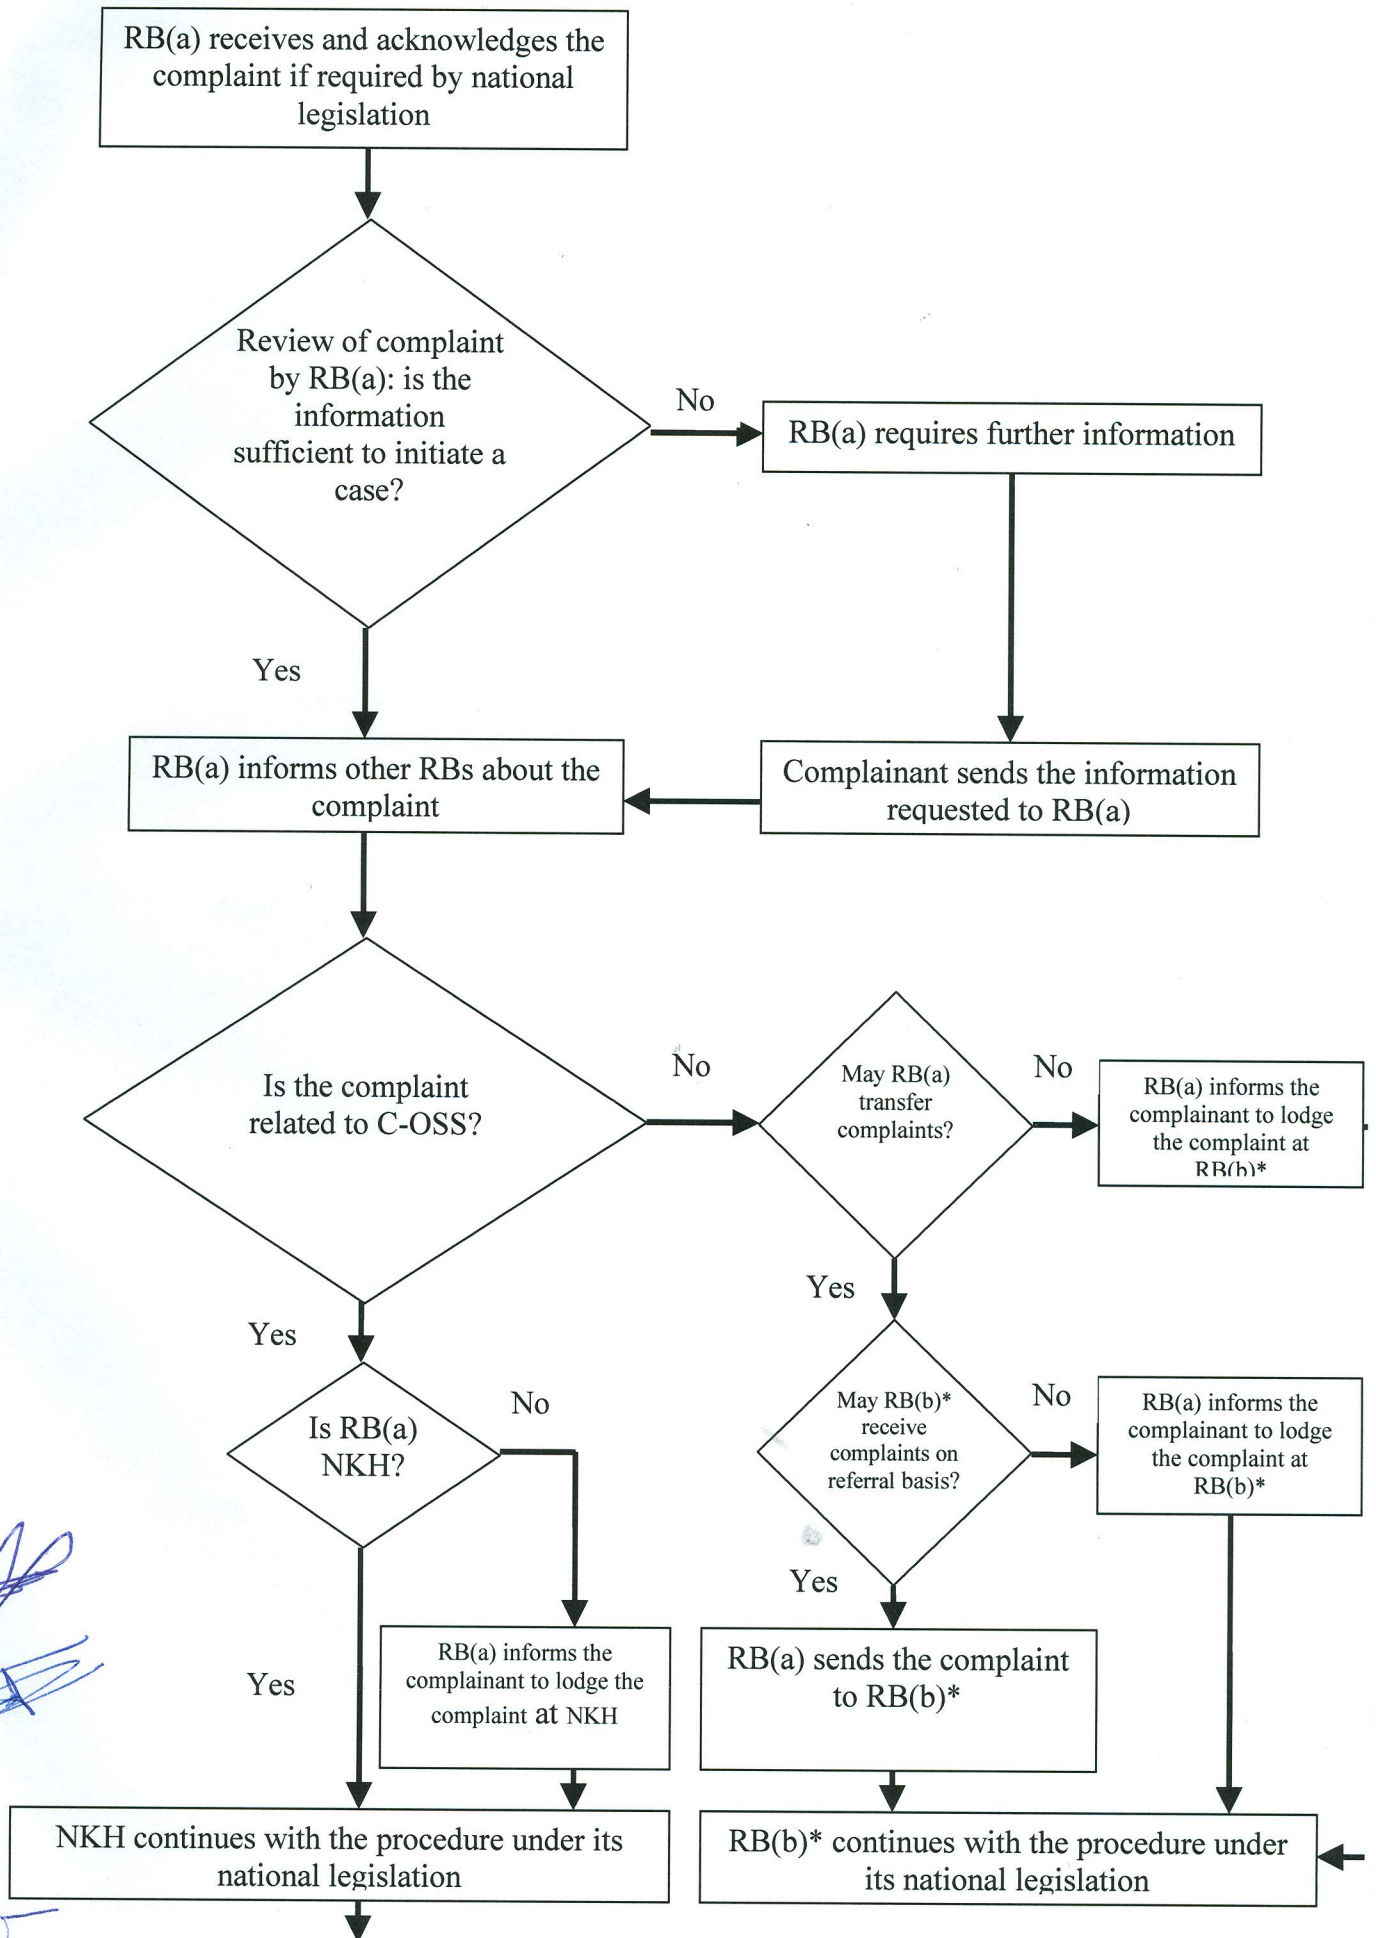 RB(a) receives and acknowledges the
complaint if required by national
legislation
Review of complaint
by RB(a): is the
information
sufficient to initiate a
case?
No
RB(a) requires further information
Yes
RB(a) informs other RBs about the
complaint
Complainant sends the information
requested to RB(a)
Is the complaint
related to C-OSS?
No
May RB(a)
transfer
complaints?
No
RB(a) informs the
complainant to lodge
the complaint at
RB(b)*
Yes
Yes
Is RB(a)
NKH?
No
May RB(b)*
receive
complaints on
referral basis?
No
RB(a) informs the
complainant to lodge
the complaint at
RB(b)*
Yes
Yes
RB(a) informs the
complainant to lodge the
complaint at NKH
RB(a) sends the complaint
to RB(b)*
NKH continues with the procedure under its
national legislation
RB(b)* continues with the procedure under
its national legislation